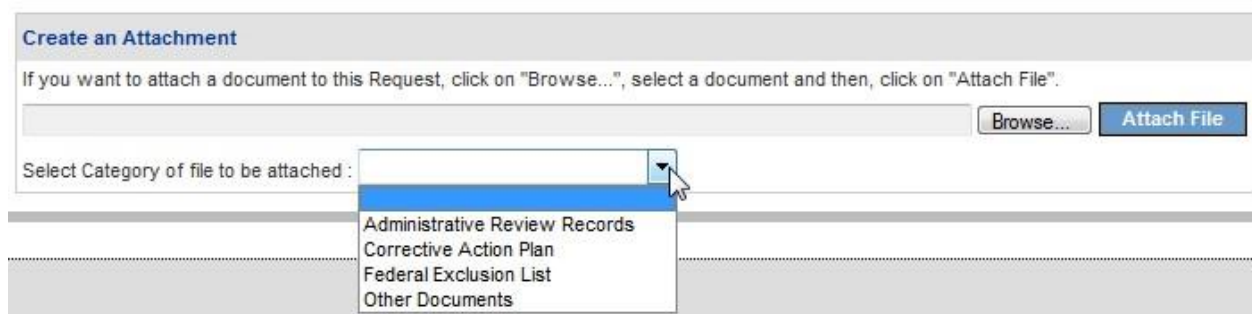 Create an Attachment
If you want to attach a document to this Request, click on "Browse...", select a document and then, click on "Attach File".
Browse... Attach File
Select Category of file to be attached :
Administrative Review Records
Corrective Action Plan
Federal Exclusion List
Other Documents